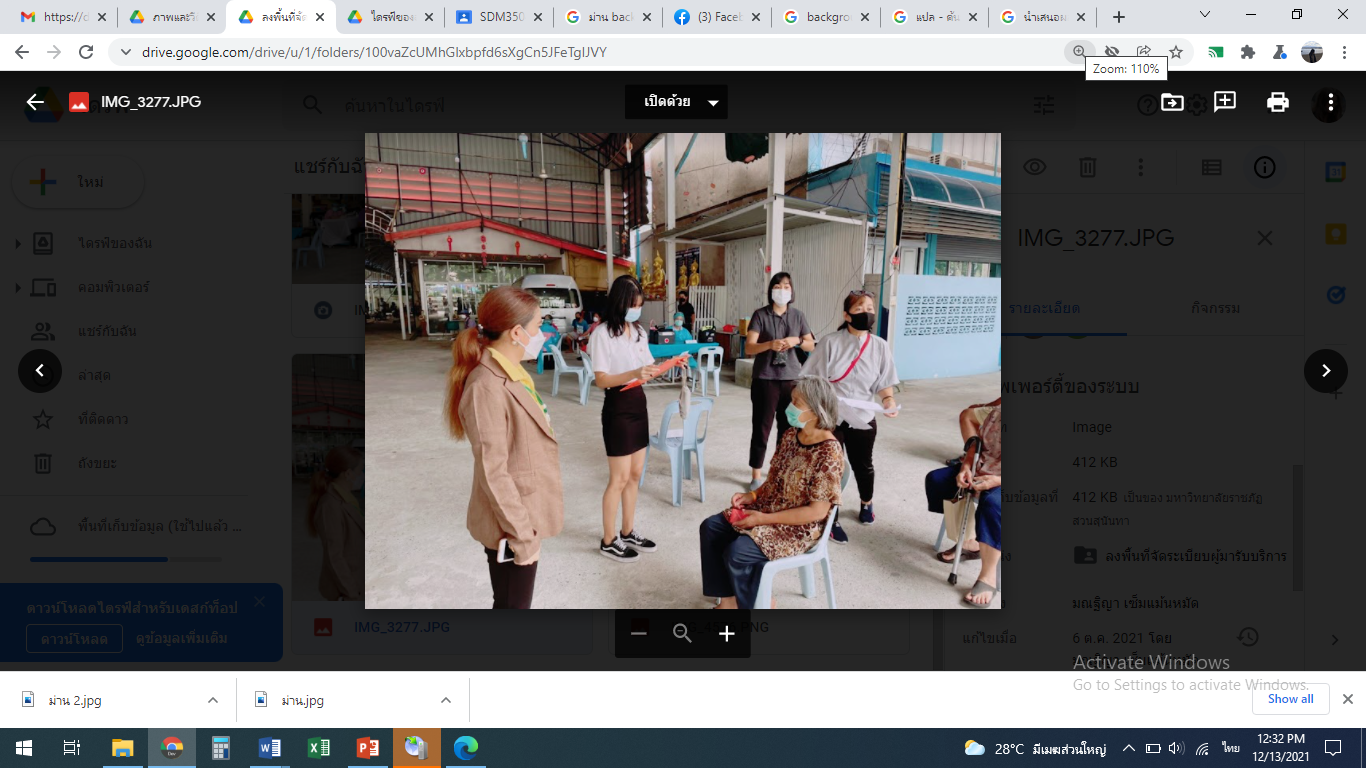 https://d
ภาพและวิ
ลงพื้นที่จัด
ไดรฟ์ของ
SDM350
ม่าน back
(3) Faceb
backgrou
แปล - ค้น
นำเสนอผ
drive.google.com/drive/u/1/folders/100vaZcUMhGlxbpfd6sXgCn5JFeTglJVY
Zoom: 110%
IMG_3277.JPG
ค้นหาในไดรฟ์
เปิดด้วย
ใหม่
แชร์กับฉัน
IMG_3277.JPG
ไดรฟ์ของฉัน
คอมพิวเตอร์
รายละเอียด
กิจกรรม
แชร์กับฉัน
ล่าสุด
พเพอร์ตี้ของระบบ
ที่ติดดาว
Image
ถังขยะ
412 KB
็บข้อมูลที่
412 KB เป็นของ มหาวิทยาลัยราชภัฏ
สวนสุนันทา
พื้นที่เก็บข้อมูล (ใช้ไปแล้ว ...
ลงพื้นที่จัดระเบียบผู้มารับบริการ
ดาวน์โหลดไดรฟ์สำหรับเดสก์ท็อป
มณฐิญา เข็มแม้นหมัด
ดาวน์โหลด
ดูข้อมูลเพิ่มเติม
IMG_3277.JPG
.PNG
แก้ไขเมื่อ
6 ต.ค. 2021 โดย
Activate Windows
Go to Settings to activate Windows.
ม่าน 2.jpg
ม่าน.jpg
Show all
28°C มีเมฆส่วนใหญ่
ไทย
12:32 PM
12/13/2021